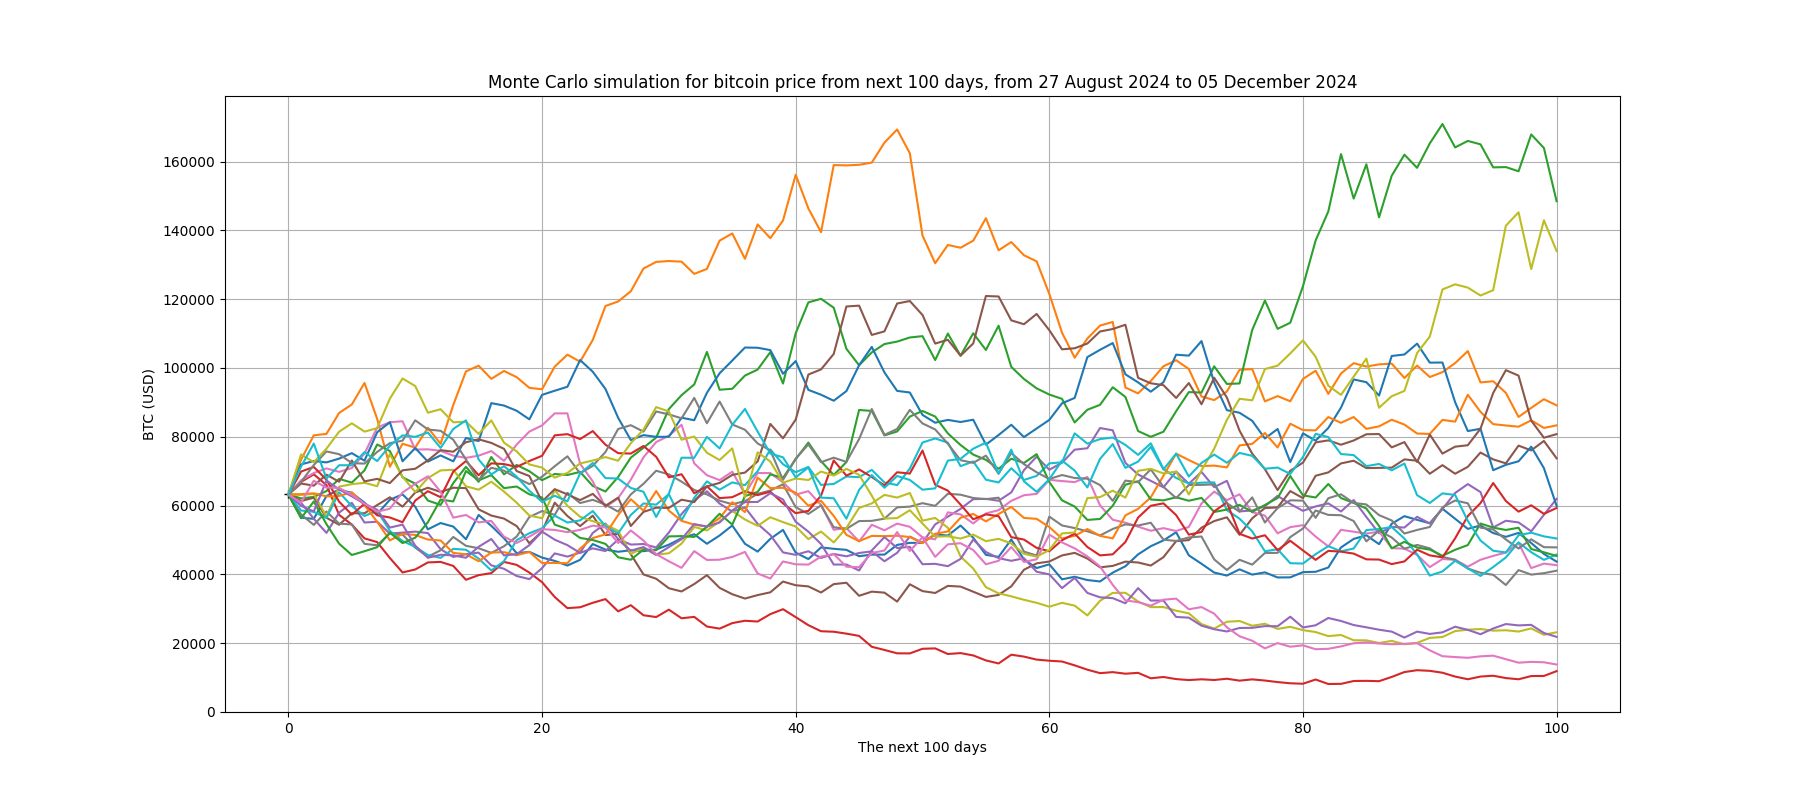 Monte Carlo simulation for bitcoin price from next 100 days, from 27 August 2024 to 05 December 2024
BTC (USD)
160000
140000
120000
100000
80000
60000
40000
20000
0
0 20 40 60 80 100
The next 100 days